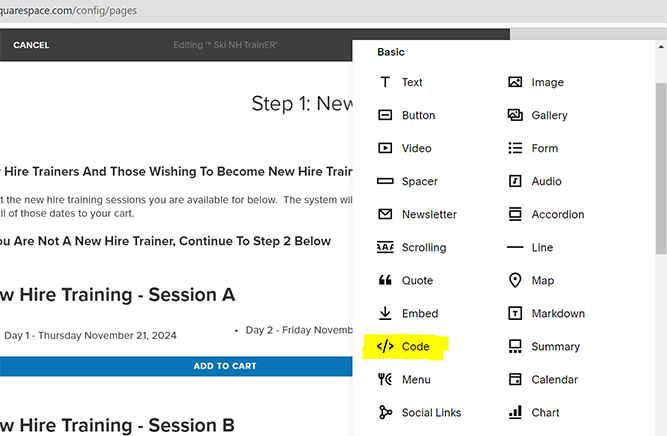 quarespace.com/config/pages
CANCEL
Editing '* Ski NH TrainER'
Step 1: New
Hire Trainers And Those Wishing To Become New Hire Train
t the new hire training sessions you are available for below. The system wil
ll of those dates to your cart.
ou Are Not A New Hire Trainer, Continue To Step 2 Below
w Hire Training - Session A
Day 1 - Thursday November 21, 2024
• Day 2 - Friday Novemb
ADD TO CART
w Hire Training - Session B
Basic
Text
Image
Button
Gallery
Video
Form
Spacer
Audio
Newsletter
Accordion
Scrolling
Line
Quote
Map
Embed
Markdown
Code
Summary
Menu
Calendar
Social Links
Chart